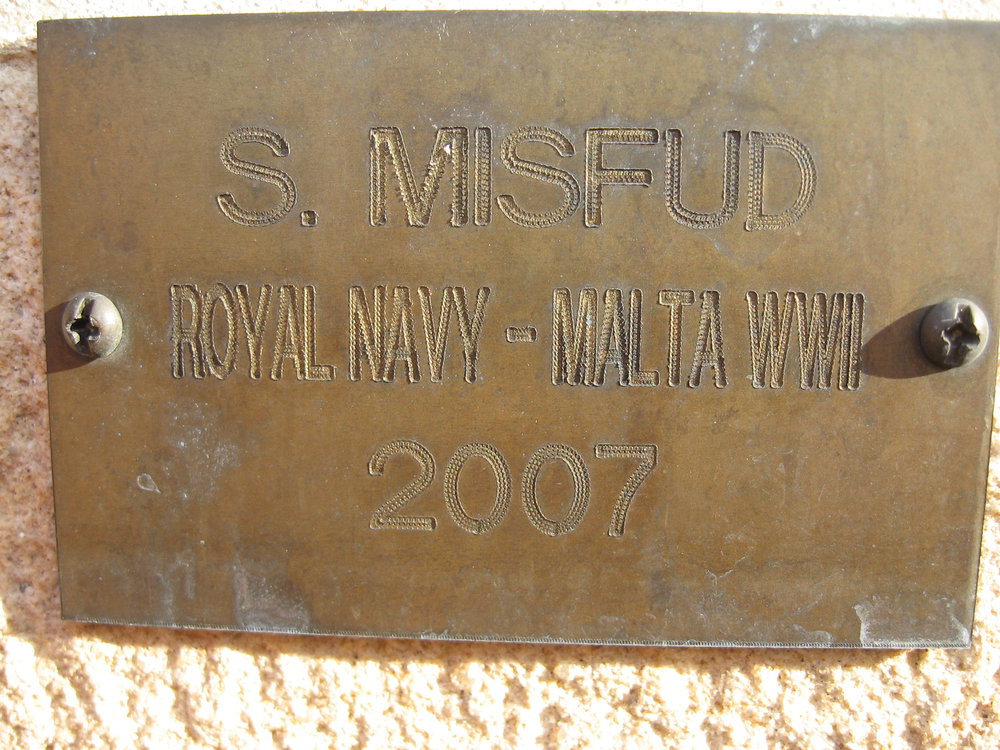 S. MISFUD
ROYAL NAVY - MALTA WWII
2007